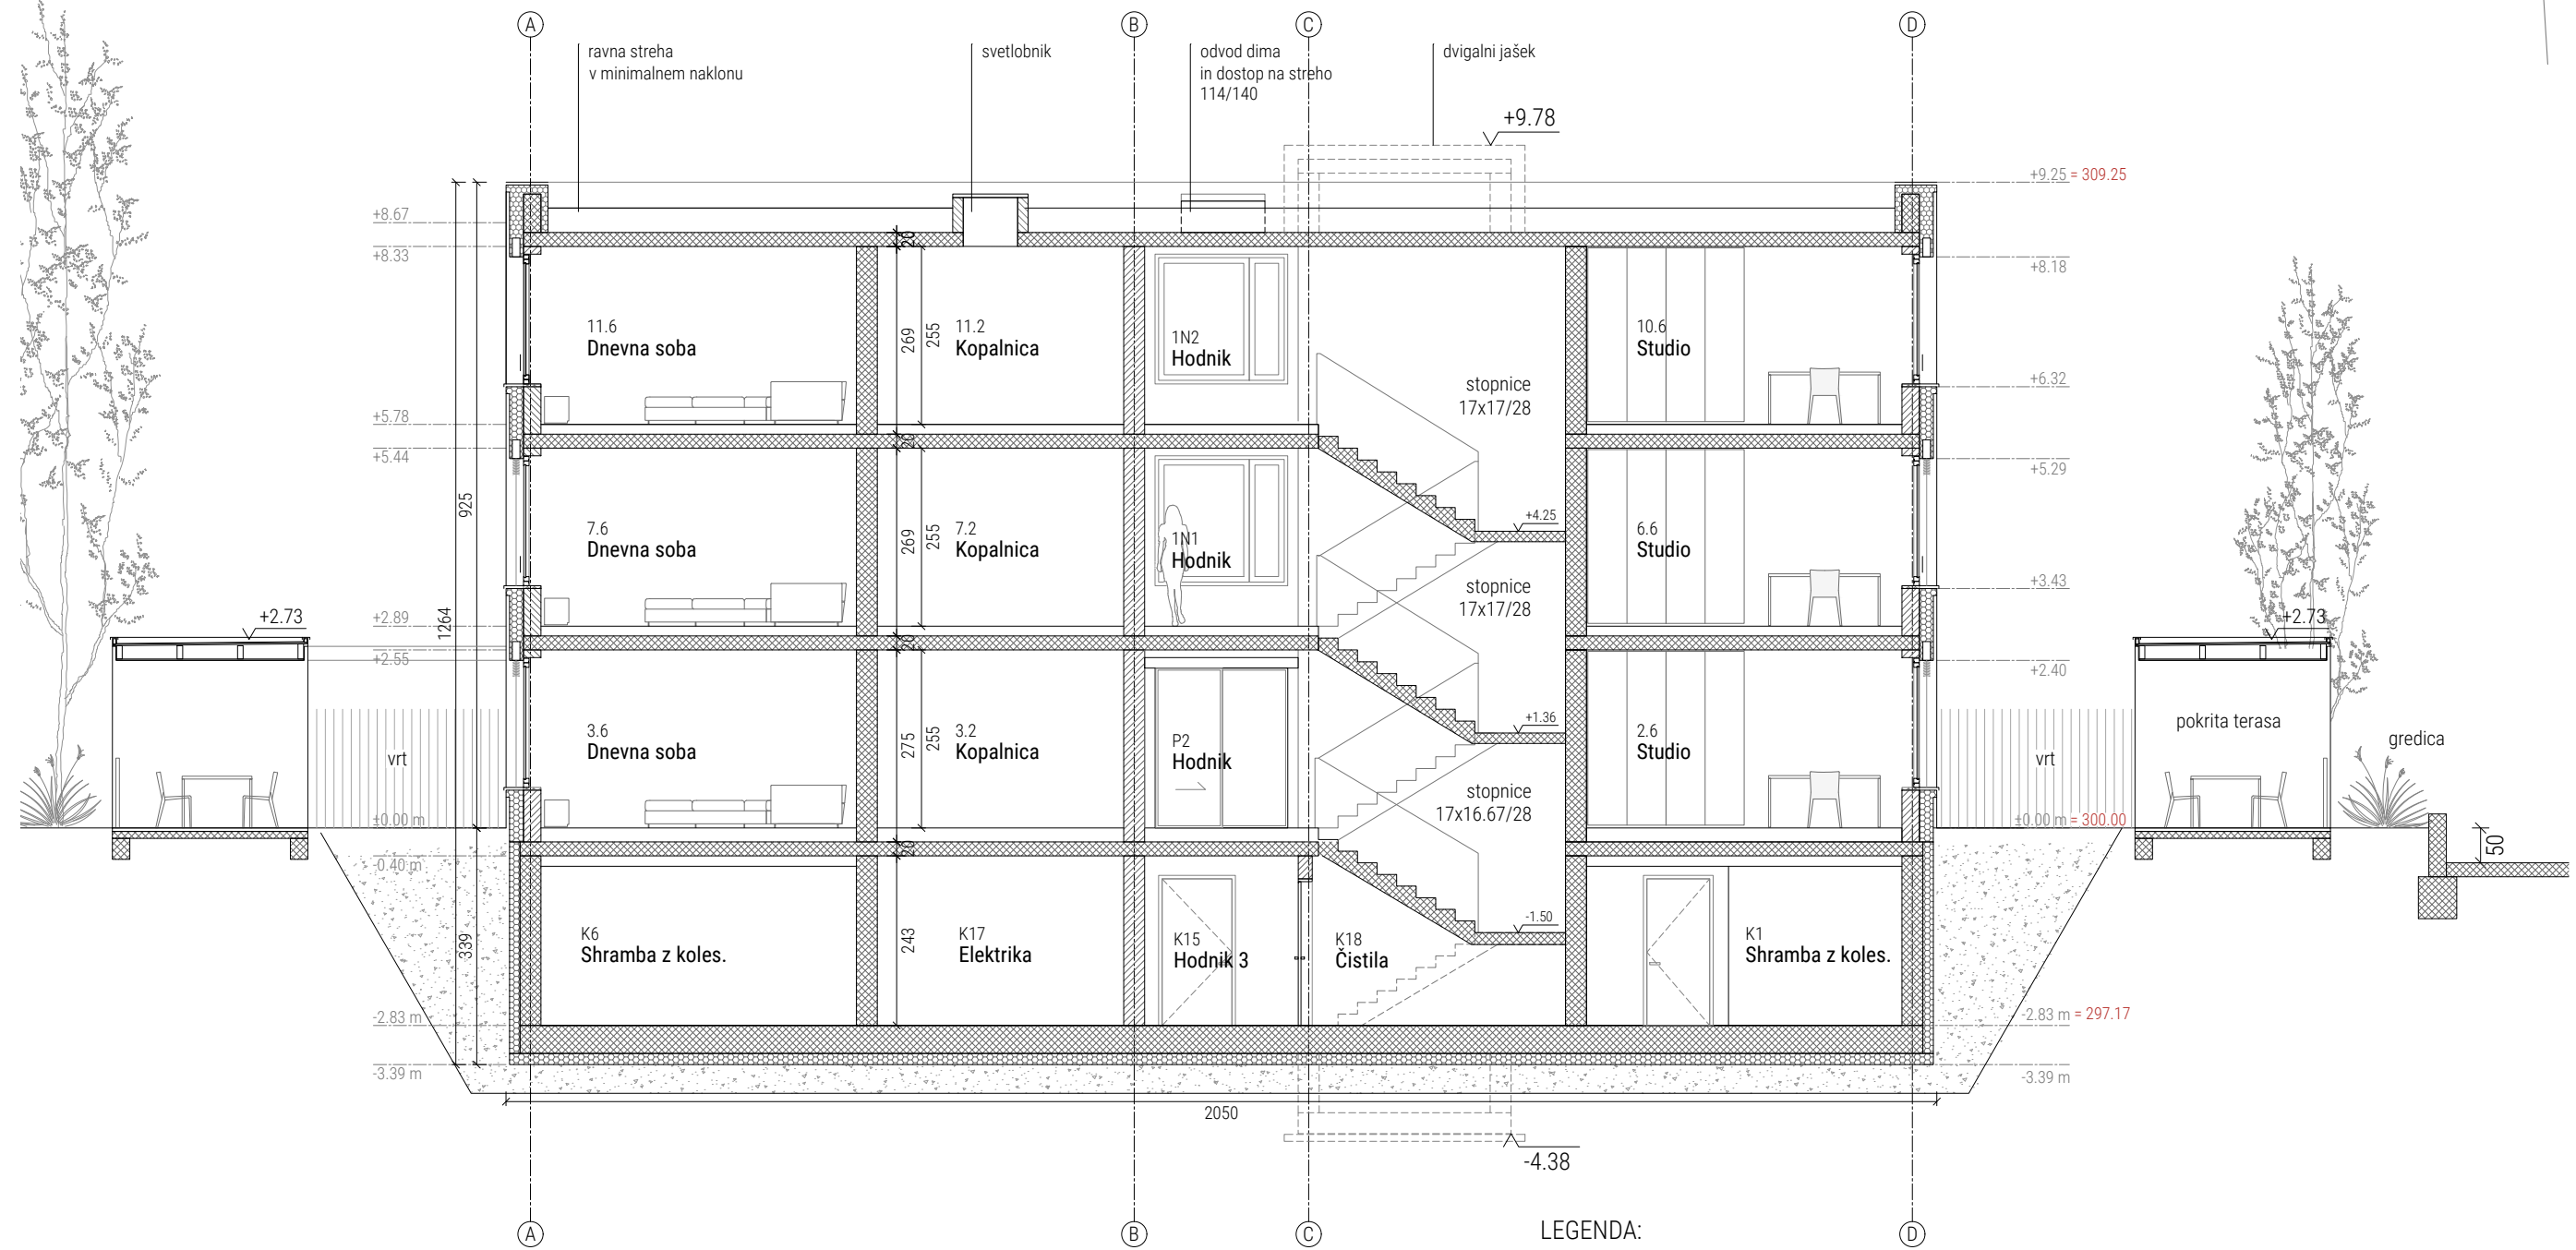 A
B
C
D
ravna streha
v minimalnem naklonu
svetlobnik
odvod dima
in dostop na streho
114/140
dvigalni jašek
+9.78
+9.25 = 309.25
+8.67
+8.33
+8.18
20
11.6
Dnevna soba
269
255
11.2
Kopalnica
1N2
Hodnik
stopnice
17x17/28
10.6
Studio
+6.32
+5.78
+5.44
+5.29
20
925
1264
7.6
Dnevna soba
269
255
7.2
Kopalnica
1N1
Hodnik
+4.25
6.6
Studio
stopnice
17x17/28
+3.43
+2.89
+2.73
+2.73
+2.55
+2.40
20
3.6
Dnevna soba
275
255
3.2
Kopalnica
P2
Hodnik
+1.36
2.6
Studio
stopnice
17x16.67/28
vrt
vrt
pokrita terasa
gredica
±0.00 m
±0.00 m = 300.00
50
-0.40 m
20
339
K6
Shramba z koles.
243
K17
Elektrika
K15
Hodnik 3
K18
Čistila
-1.50
K1
Shramba z koles.
-2.83 m
-2.83 m = 297.17
-3.39 m
-3.39 m
2050
-4.38
A
B
C
D
LEGENDA: